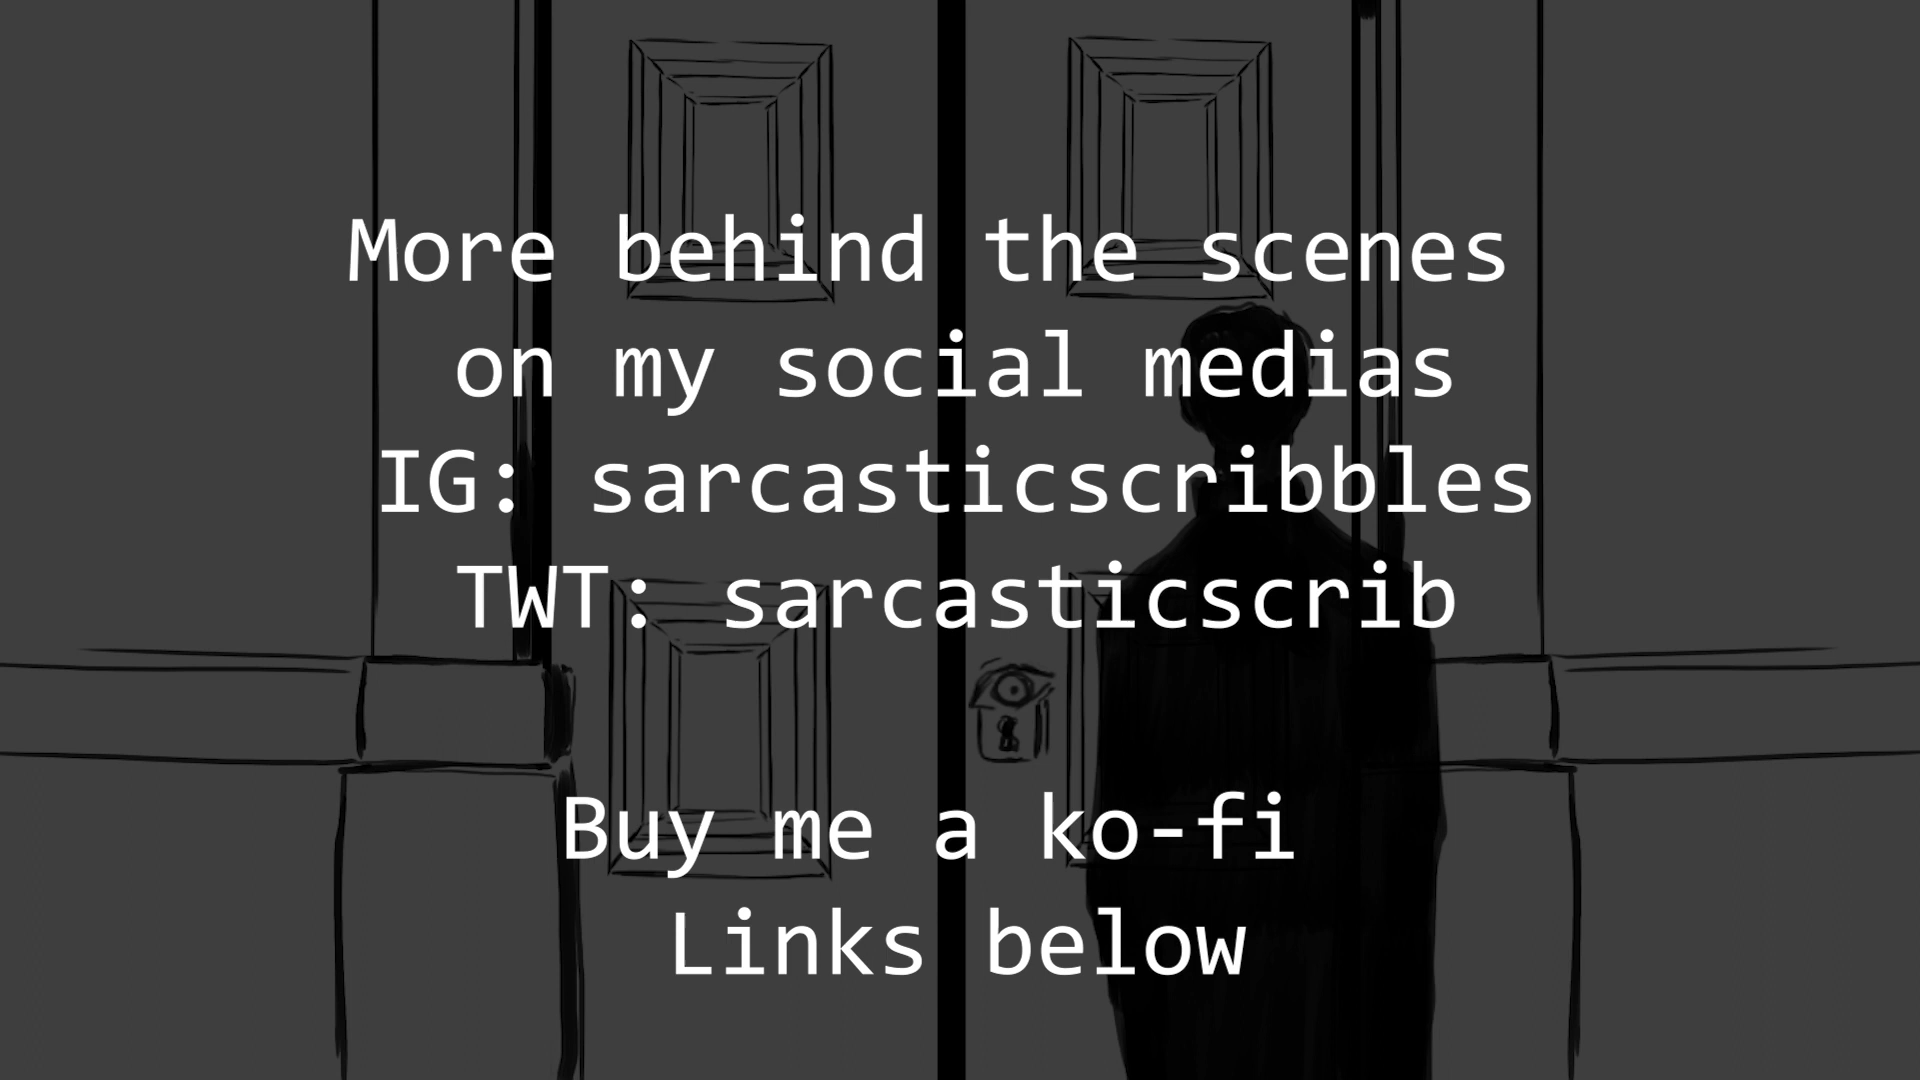 More behind the scenes
on my social medias
IG: sarcasticscribbles
TWT: sarcasticscrib
Buy me a ko-fi
Links below